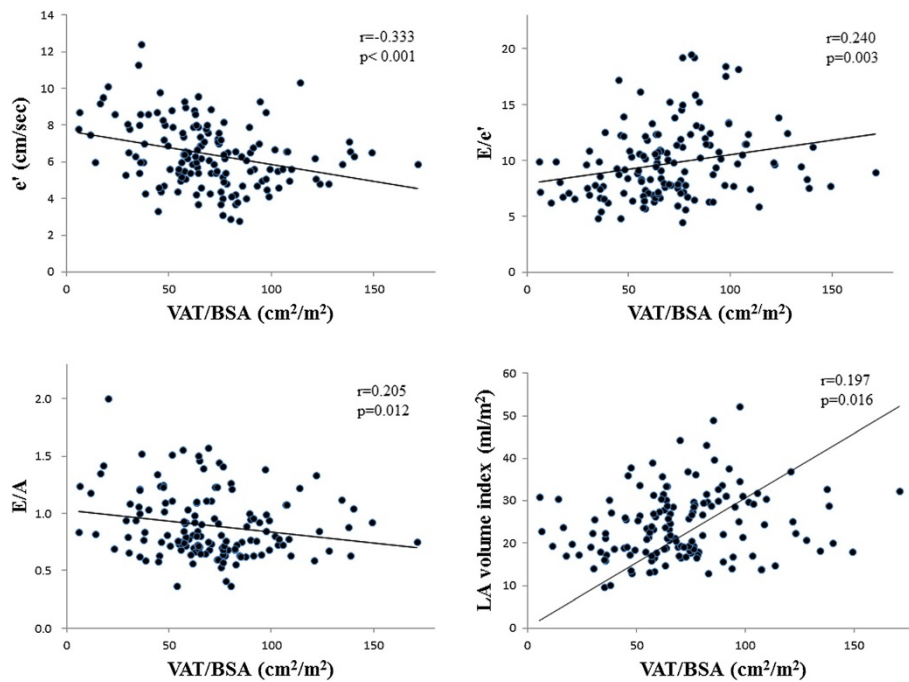 r=-0.333
p< 0.001
14
12
10
8
6
4
2
0
e' (cm/sec)
0
50
100
150
VAT/BSA (cm²/m²)
r=0.240
p=0.003
20
15
10
5
0
E/e'
0
50
100
150
VAT/BSA (cm²/m²)
r=0.205
p=0.012
2.0
1.5
1.0
0.5
0.0
E/A
0
50
100
150
VAT/BSA (cm²/m²)
r=0.197
p=0.016
60
50
40
30
20
10
0
LA volume index (ml/m²)
0
50
100
150
VAT/BSA (cm²/m²)